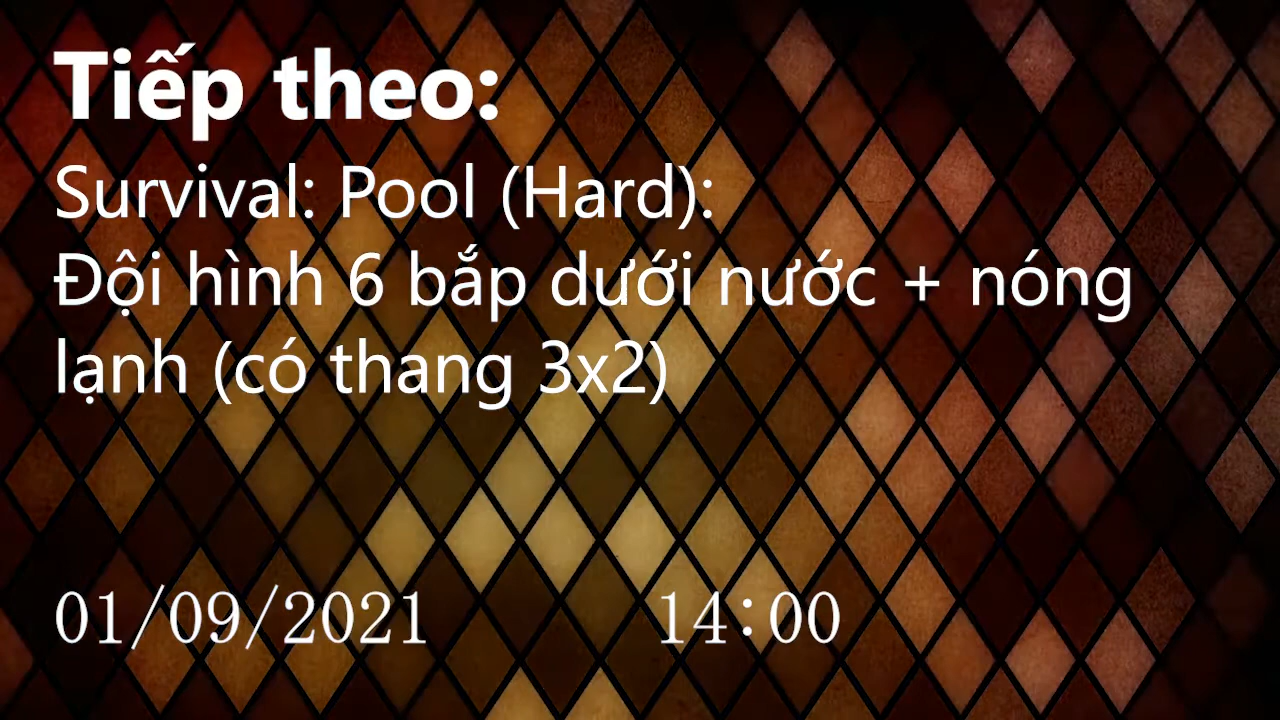 Tiếp theo:
Survival: Pool (Hard):
Đội hình 6 bắp dưới nước + nóng
lạnh (có thang 3x2)
01/09/2021 14:00